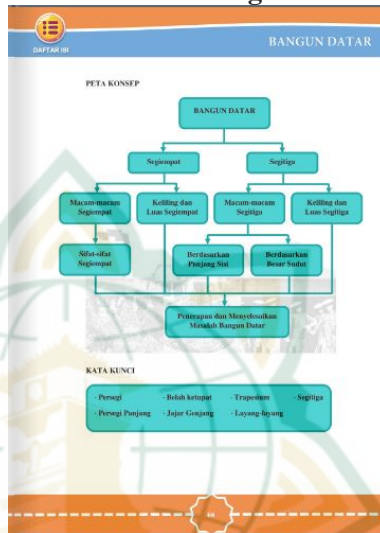 DAFTAR ISI
BANGUN DATAR
PETA KONSEP
BANGUN DATAR
Segiempat
Segitiga
Macam-macam
Segiempat
Keliling dan
Luas Segiempat
Macam-macam
Segitiga
Keliling dan
Luas Segitiga
Sifat-sifat
Segiempat
Berdasarkan
Panjang Sisi
Berdasarkan
Besar Sudut
Penerapan dan Menyelesaikan
Masalah Bangun Datar
KATA KUNCI
- Persegi - Belah ketupat - Trapesium - Segitiga
- Persegi Panjang - Jajar Genjang - Layang-layang